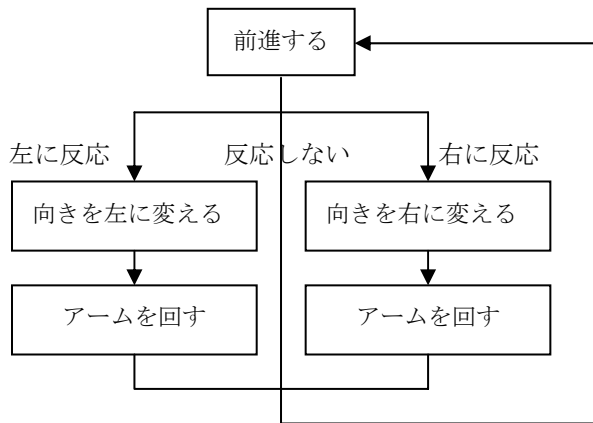 前進する
左に反応
反応しない
右に反応
向きを左に変える
向きを右に変える
アームを回す
アームを回す